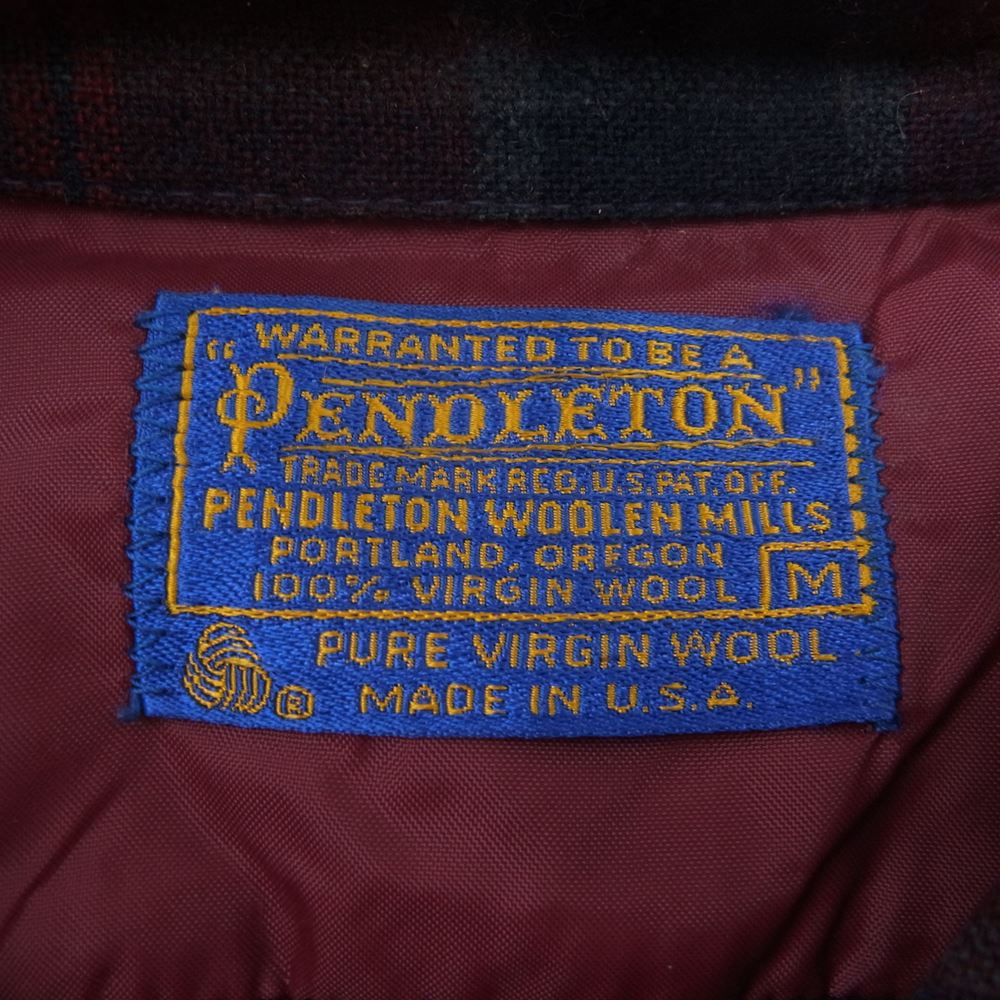 WARRANTED TO BE A
"PENDLETON"
TRADE MARK REG. U.S. PAT. OFF.
PENDLETON WOOLEN MILLS
PORTLAND, OREGON
100% VIRGIN WOOL M
PURE VIRGIN WOOL
® MADE IN U.S.A.